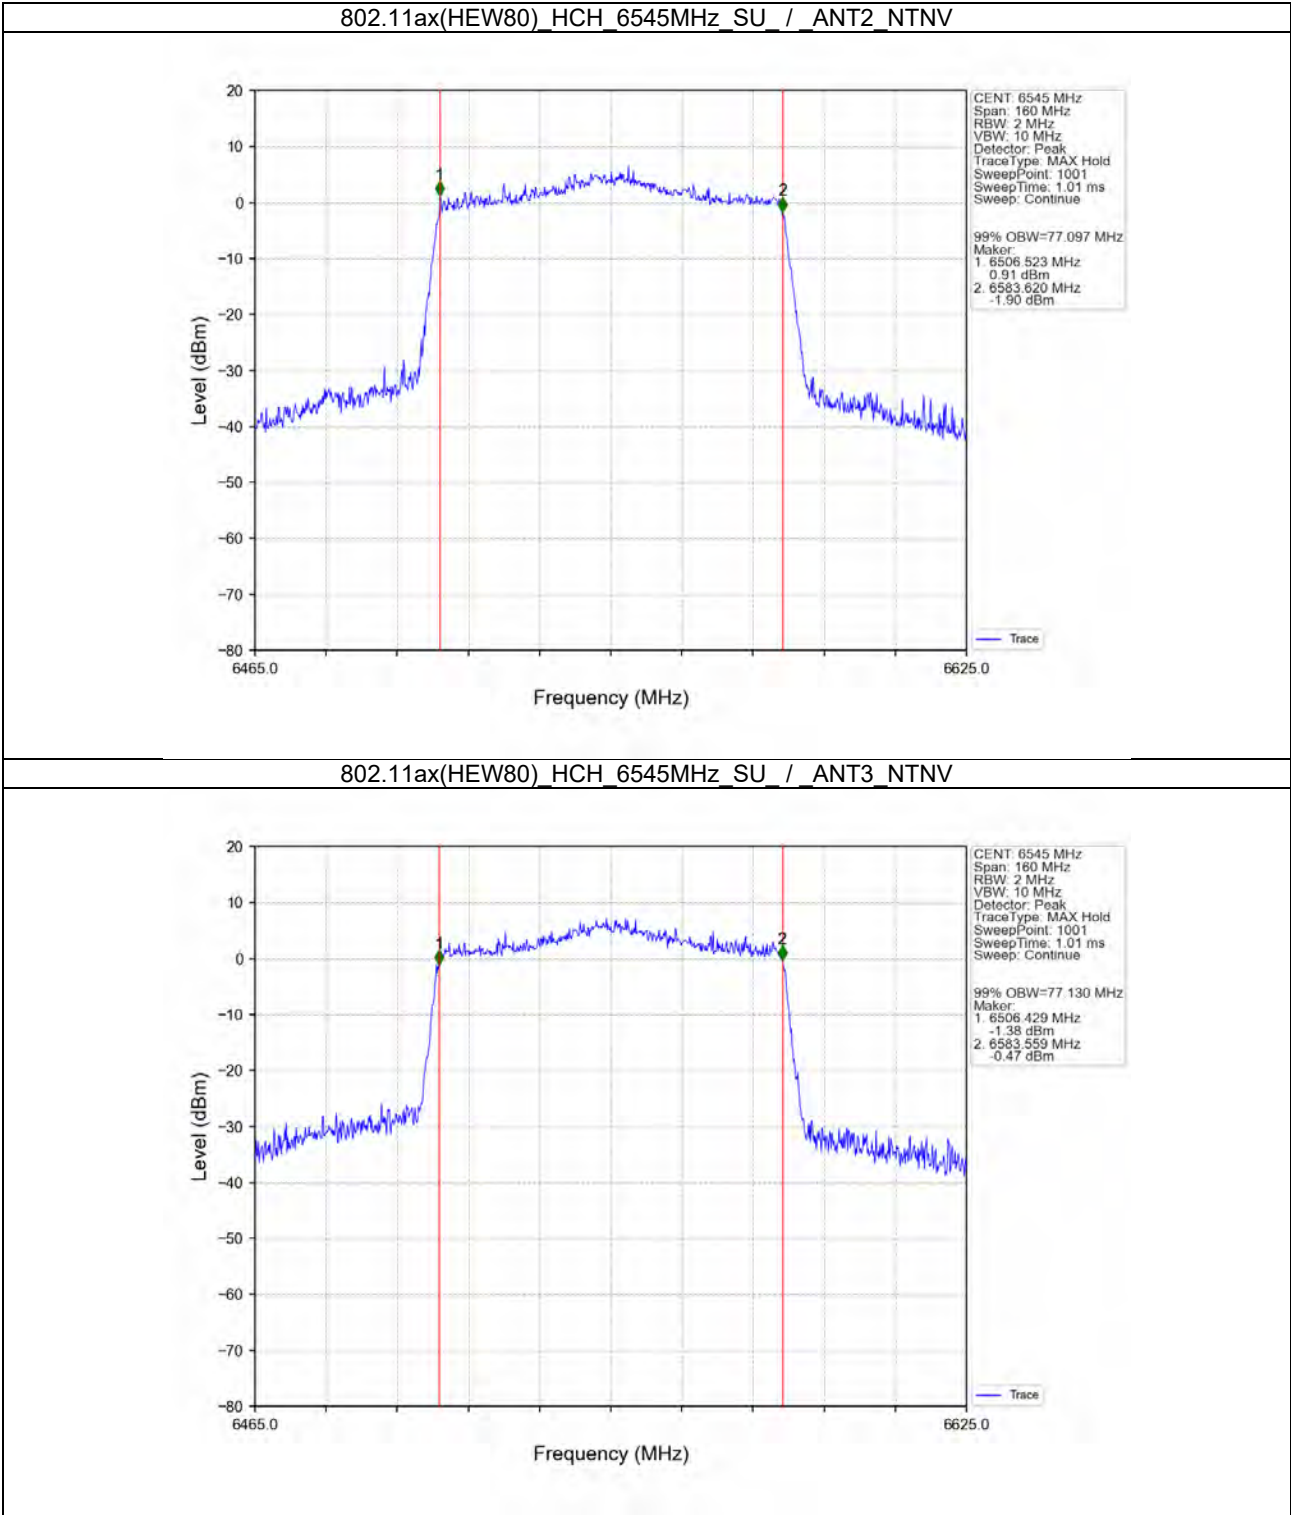 802.11ax(HEW80)_HCH_6545MHz_SU_ / _ANT2_NTNV
20
10
0
−10
−20
−30
−40
−50
−60
−70
−80
Level (dBm)
1
2
6465.0
6625.0
Frequency (MHz)
CENT: 6545 MHz
Span: 160 MHz
RBW: 2 MHz
VBW: 10 MHz
Detector: Peak
TraceType: MAX Hold
SweepPoint: 1001
SweepTime: 1.01 ms
Sweep: Continue
99% OBW=77.097 MHz
Maker:
1. 6506.523 MHz
0.91 dBm
2. 6583.620 MHz
-1.90 dBm
Trace
802.11ax(HEW80)_HCH_6545MHz_SU_ / _ANT3_NTNV
20
10
0
−10
−20
−30
−40
−50
−60
−70
−80
Level (dBm)
1
2
6465.0
6625.0
Frequency (MHz)
CENT: 6545 MHz
Span: 160 MHz
RBW: 2 MHz
VBW: 10 MHz
Detector: Peak
TraceType: MAX Hold
SweepPoint: 1001
SweepTime: 1.01 ms
Sweep: Continue
99% OBW=77.130 MHz
Maker:
1. 6506.429 MHz
-1.38 dBm
2. 6583.559 MHz
-0.47 dBm
Trace